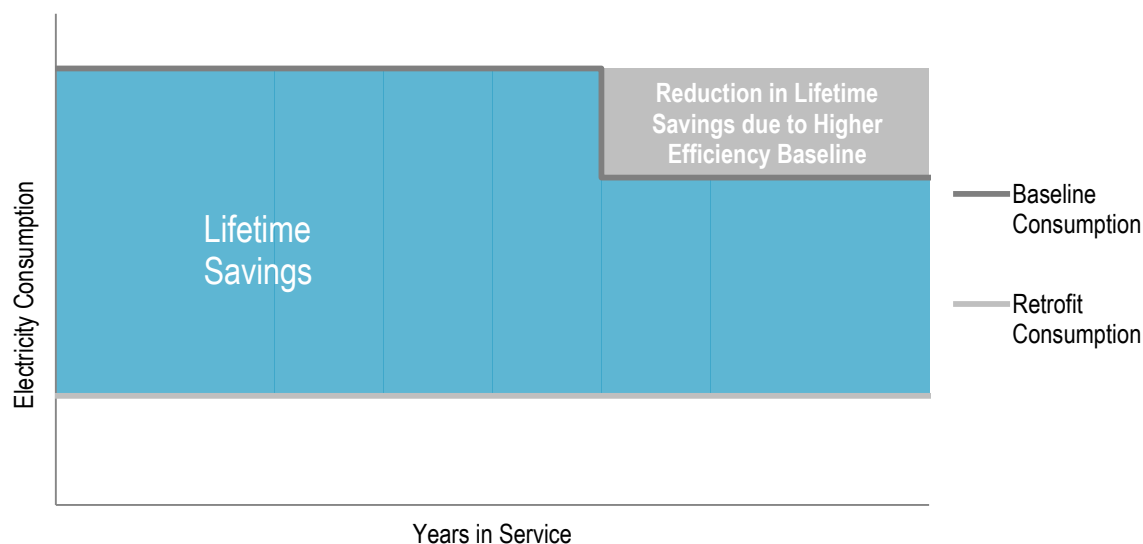 Reduction in Lifetime
Savings due to Higher
Efficiency Baseline
Lifetime
Savings
Electricity Consumption
Years in Service
Baseline
Consumption
Retrofit
Consumption